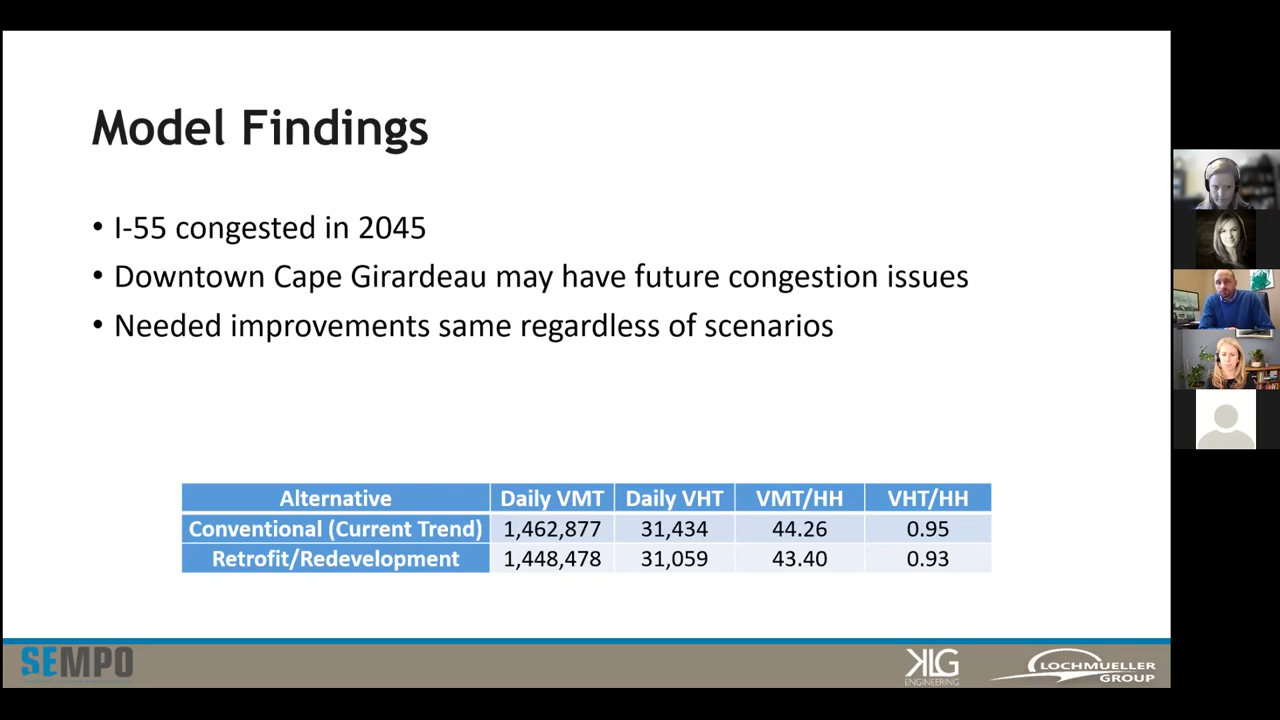 Model Findings
• I-55 congested in 2045
• Downtown Cape Girardeau may have future congestion issues
• Needed improvements same regardless of scenarios
Alternative Daily VMT Daily VHT VMT/HH VHT/HH
Conventional (Current Trend) 1,462,877 31,434 44.26 0.95
Retrofit/Redevelopment 1,448,478 31,059 43.40 0.93
SEMPO
KLG
ENGINEERING
LOCHMUELLER
GROUP